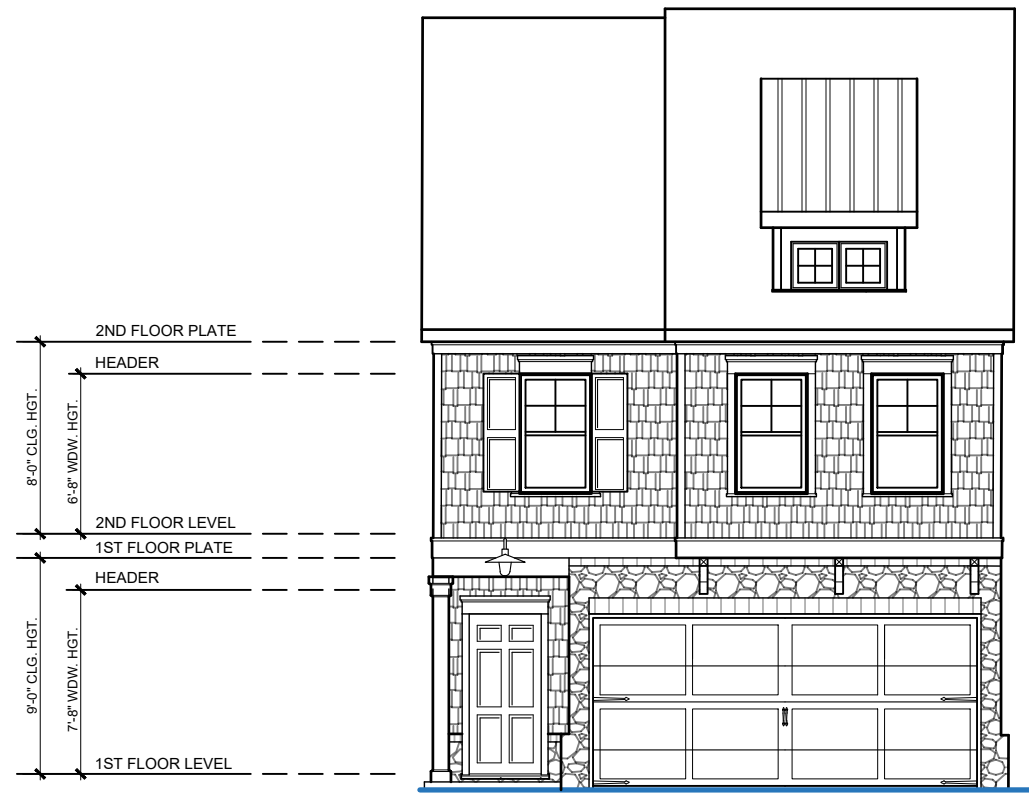 2ND FLOOR PLATE
HEADER
8'-0" CLG. HGT.
6'-8" WDW. HGT.
2ND FLOOR LEVEL
1ST FLOOR PLATE
HEADER
9'-0" CLG. HGT.
7'-8" WDW. HGT.
1ST FLOOR LEVEL